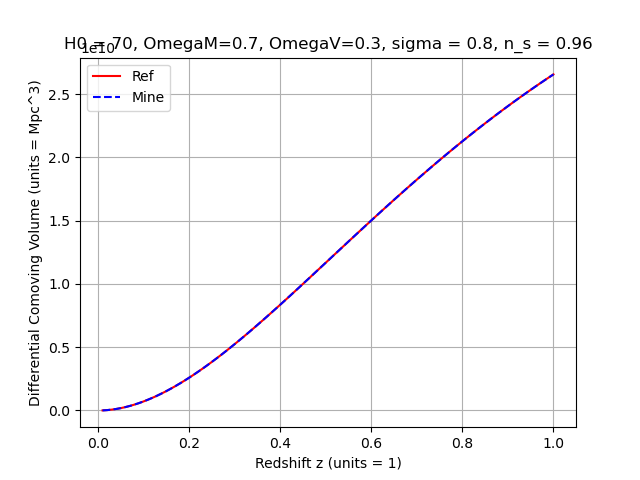 H0 = 70, OmegaM=0.7, OmegaV=0.3, sigma = 0.8, n_s = 0.96
1e10
Ref
Mine
2.5
2.0
1.5
1.0
0.5
0.0
Differential Comoving Volume (units = Mpc^3)
0.0 0.2 0.4 0.6 0.8 1.0
Redshift z (units = 1)